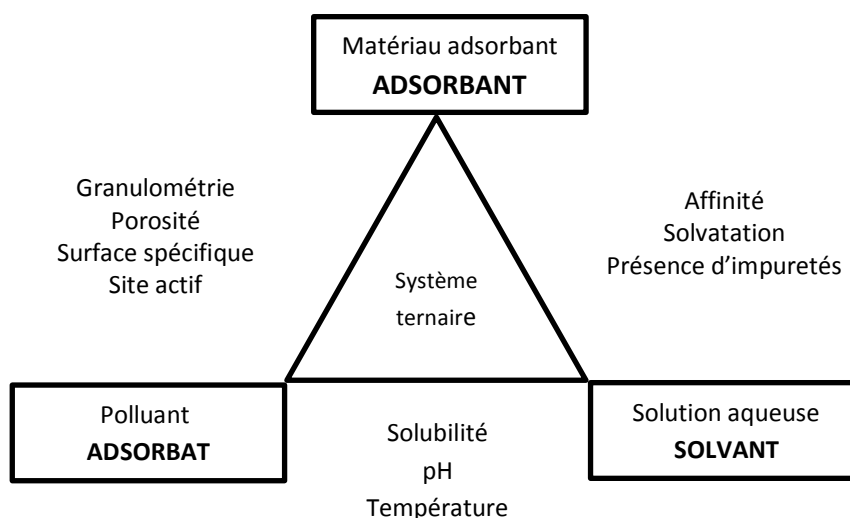 Matériau adsorbant
ADSORBANT
Granulométrie
Porosité
Surface spécifique
Site actif
Affinité
Solvatation
Présence d'impuretés
Système
ternaire
Polluant
ADSORBAT
Solubilité
pH
Température
Solution aqueuse
SOLVANT